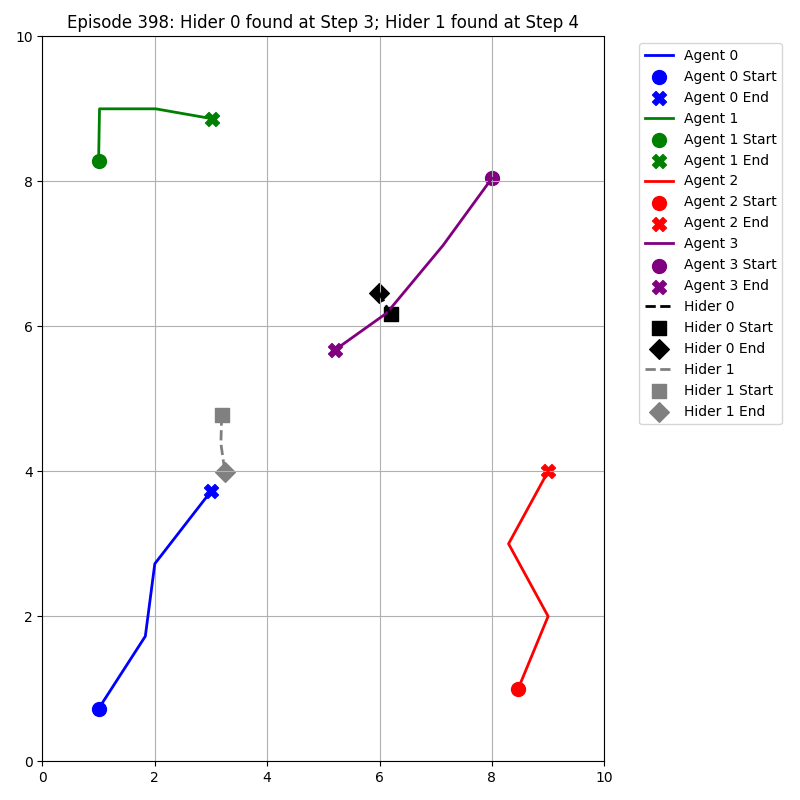 Episode 398: Hider 0 found at Step 3; Hider 1 found at Step 4
10
8
6
4
2
0
0 2 4 6 8 10
Agent 0
Agent 0 Start
Agent 0 End
Agent 1
Agent 1 Start
Agent 1 End
Agent 2
Agent 2 Start
Agent 2 End
Agent 3
Agent 3 Start
Agent 3 End
Hider 0
Hider 0 Start
Hider 0 End
Hider 1
Hider 1 Start
Hider 1 End